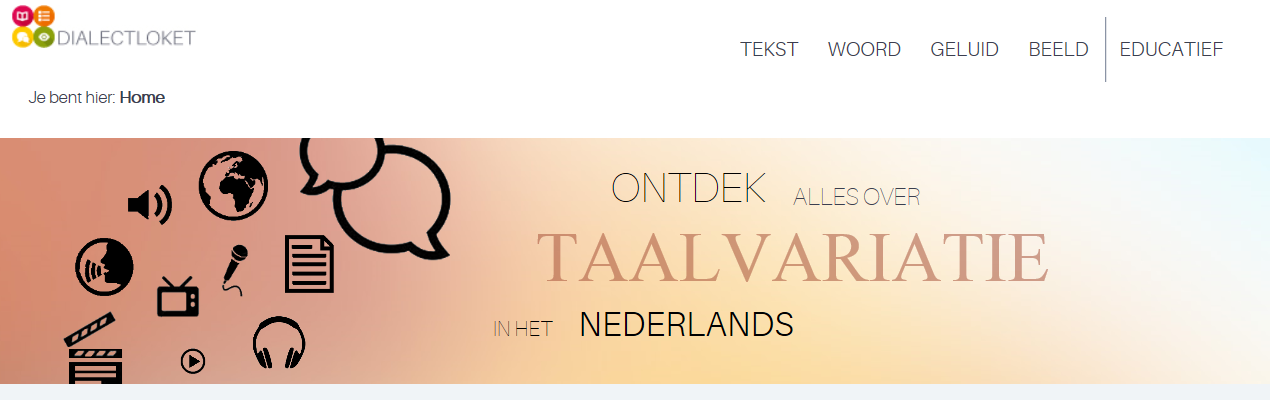 DIALECTLOKET
TEKST WOORD GELUID BEELD EDUCATIEF
Je bent hier: Home
ONTDEK ALLES OVER
TAALVARIATIE
IN HET NEDERLANDS